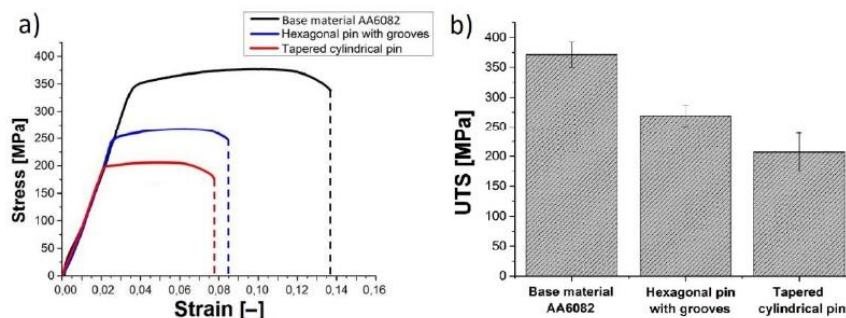 a)
Base material AA6082
Hexagonal pin with grooves
Tapered cylindrical pin
400
350
300
250
200
150
100
50
0
Stress [MPa]
0,00 0,02 0,04 0,06 0,08 0,10 0,12 0,14 0,16
Strain [–]
b)
400
350
300
250
200
150
100
50
0
UTS [MPa]
Base material Hexagonal pin Tapered
AA6082 with grooves cylindrical pin